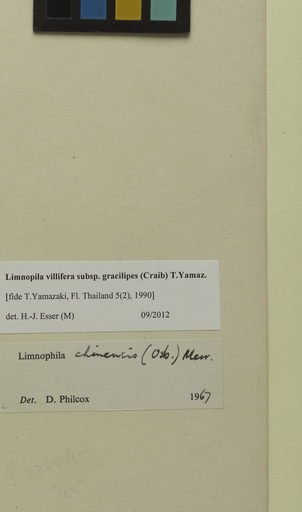 Limnopila villifera subsp. gracilipes (Craib) T.Yamaz.
[fide T.Yamazaki, Fl. Thailand 5(2), 1990]
det. H.-J. Esser (M) 09/2012
Limnophila chinensis (Osb.) Merr.
Det. D. Philcox 1967